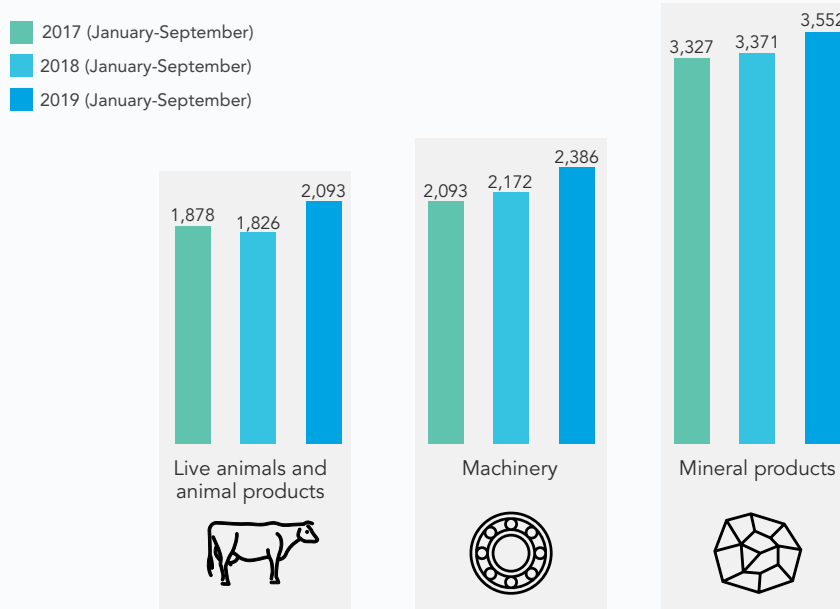 2017 (January-September)
2018 (January-September)
2019 (January-September)
1,878
1,826
2,093
2,093
2,172
2,386
3,327
3,371
3,552
Live animals and
animal products
Machinery
Mineral products